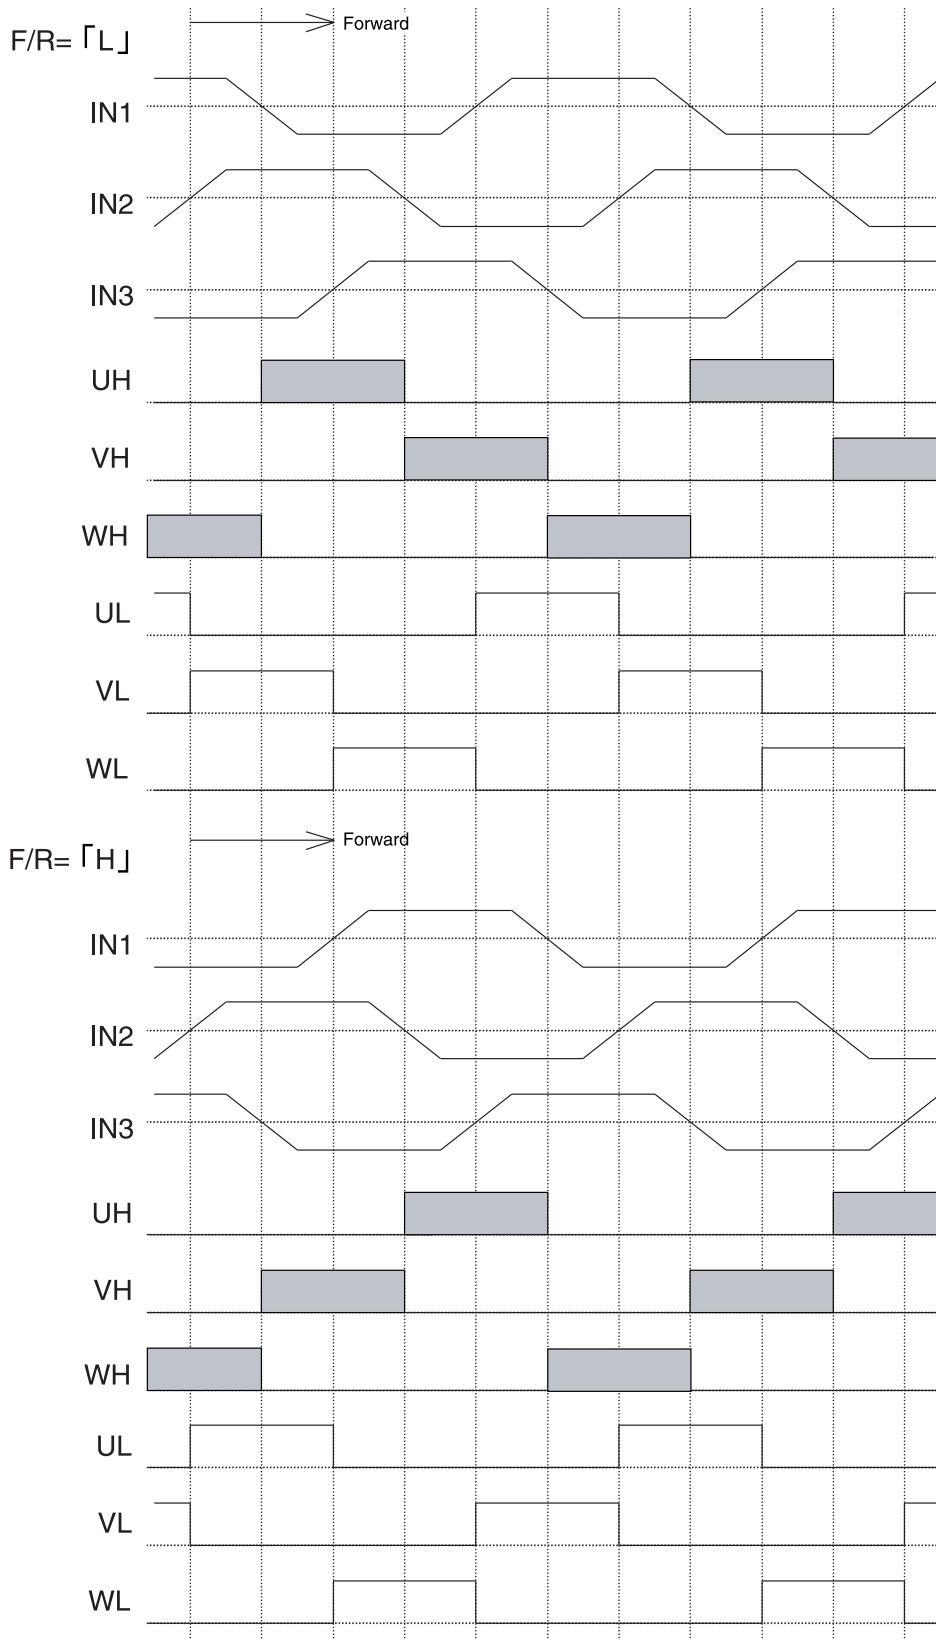 Forward
F/R= ｢L｣
IN1
IN2
IN3
UH
VH
WH
UL
VL
WL
Forward
F/R= ｢H｣
IN1
IN2
IN3
UH
VH
WH
UL
VL
WL